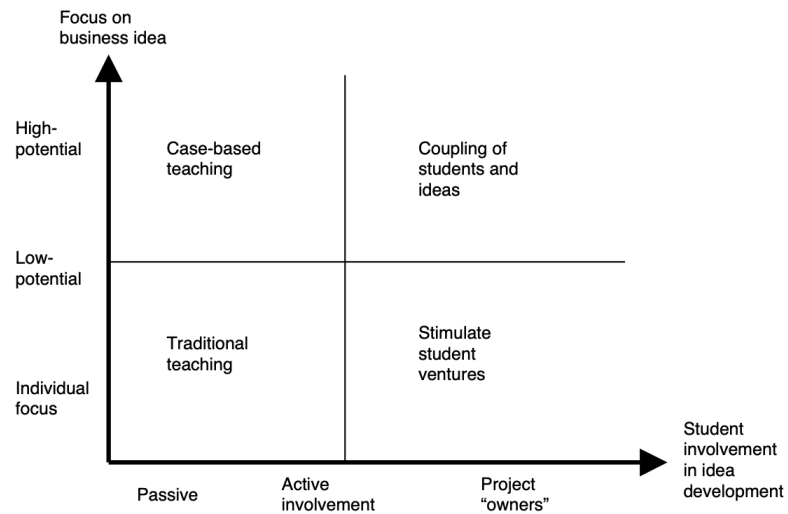 Focus on
business idea
High-
potential
Case-based
teaching
Coupling of
students and
ideas
Low-
potential
Traditional
teaching
Stimulate
student
ventures
Individual
focus
Student
involvement
in idea
development
Passive
Active
involvement
Project
“owners”